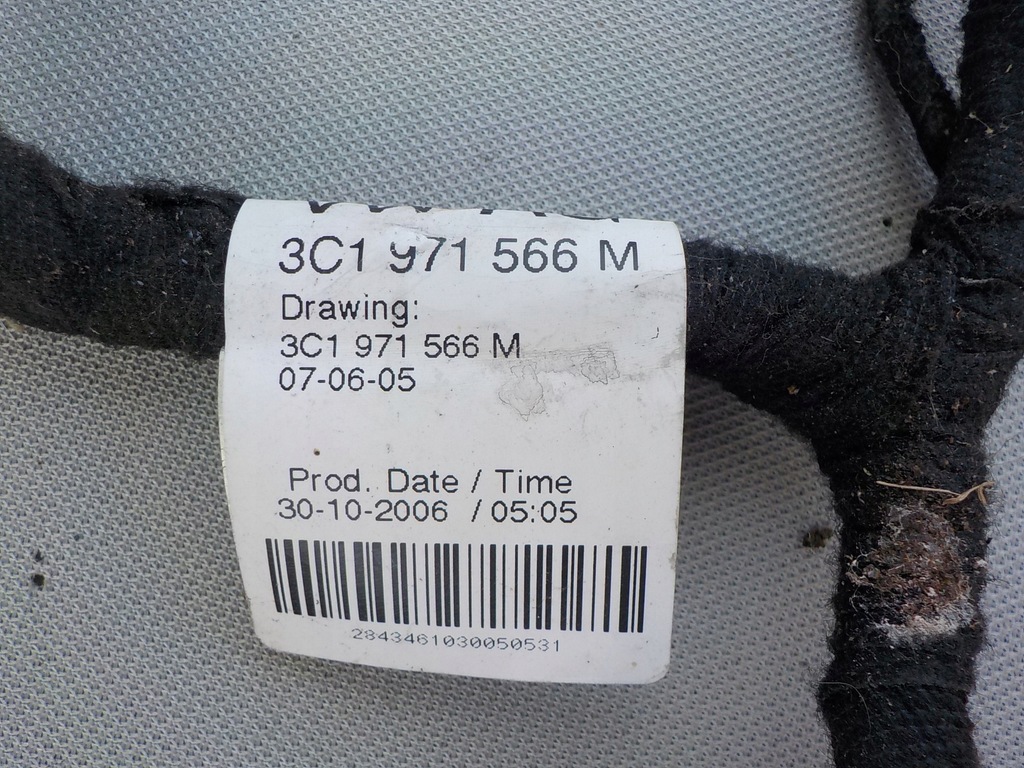 3C1 971 566 M
Drawing:
3C1 971 566 M
07-06-05
Prod. Date / Time
30-10-2006 / 05:05
2843461030050531